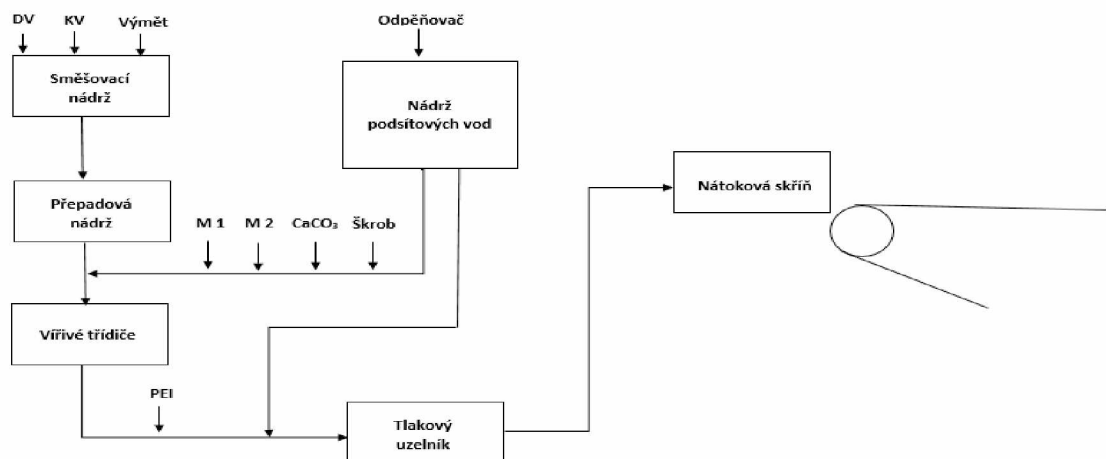 DV KV Výmět
Odpěňovač
Směšovací
nádrž
Nádrž
podsítových vod
Nátoková skříň
Přepadová
nádrž
M 1 M 2 CaCO₃ Škrob
Vířivé třídiče
PEI
Tlakový
uzelník